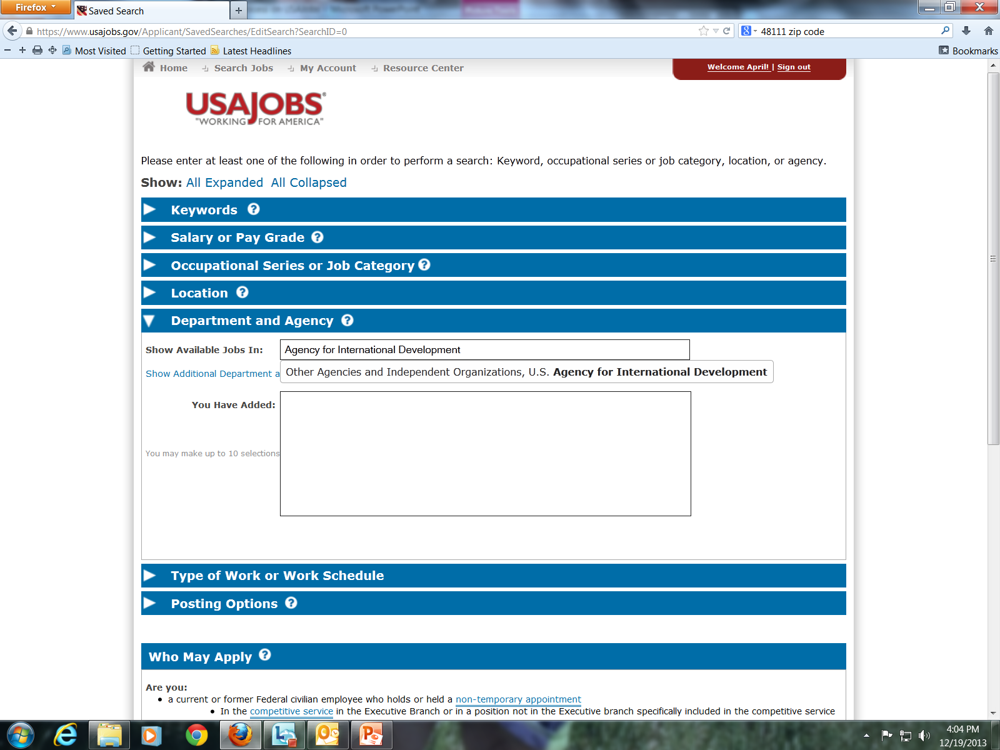 Firefox
Saved Search
https://www.usajobs.gov/Applicant/SavedSearches/EditSearch?SearchID=0
48111 zip code
Most Visited
Getting Started
Latest Headlines
Bookmarks
Home
Search Jobs
My Account
Resource Center
Welcome April! | Sign out
USAJOBS®
"WORKING FOR AMERICA"
Please enter at least one of the following in order to perform a search: Keyword, occupational series or job category, location, or agency.
Show: All Expanded All Collapsed
Keywords ?
Salary or Pay Grade ?
Occupational Series or Job Category ?
Location ?
Department and Agency ?
Show Available Jobs In: Agency for International Development
Show Additional Department a
Other Agencies and Independent Organizations, U.S. Agency for International Development
You Have Added:
You may make up to 10 selections
Type of Work or Work Schedule
Posting Options ?
Who May Apply ?
Are you:
• a current or former Federal civilian employee who holds or held a non-temporary appointment
• In the competitive service in the Executive Branch or in a position not in the Executive branch specifically included in the competitive service
4:04 PM
12/19/2013